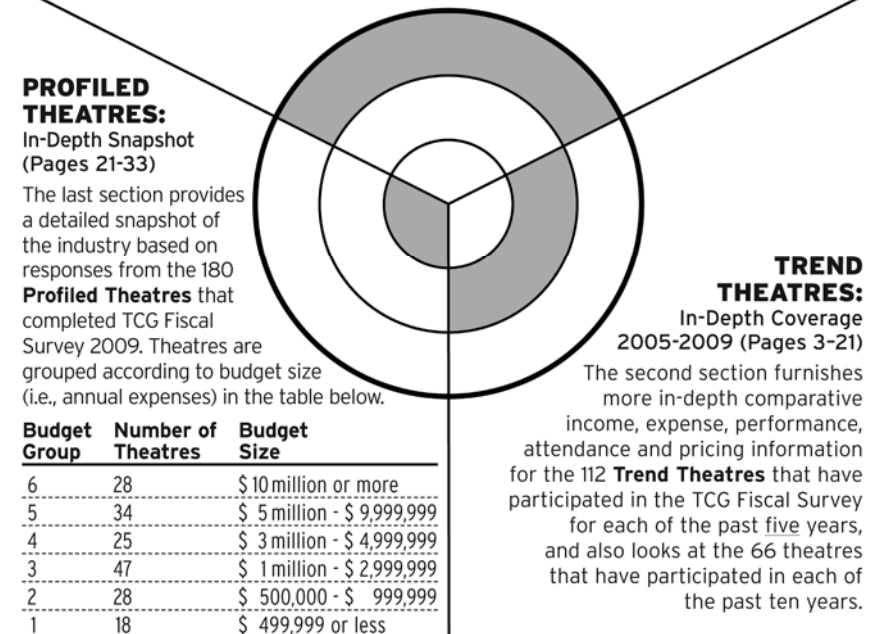 PROFILED
THEATRES:
In-Depth Snapshot
(Pages 21-33)
The last section provides
a detailed snapshot of
the industry based on
responses from the 180
Profiled Theatres that
completed TCG Fiscal
Survey 2009. Theatres are
grouped according to budget size
(i.e., annual expenses) in the table below.
Budget Number of Budget
Group Theatres Size
6 28 $ 10 million or more
5 34 $ 5 million - $ 9,999,999
4 25 $ 3 million - $ 4,999,999
3 47 $ 1 million - $ 2,999,999
2 28 $ 500,000 - $ 999,999
1 18 $ 499,999 or less
TREND
THEATRES:
In-Depth Coverage
2005-2009 (Pages 3–21)
The second section furnishes
more in-depth comparative
income, expense, performance,
attendance and pricing information
for the 112 Trend Theatres that have
participated in the TCG Fiscal Survey
for each of the past five years,
and also looks at the 66 theatres
that have participated in each of
the past ten years.